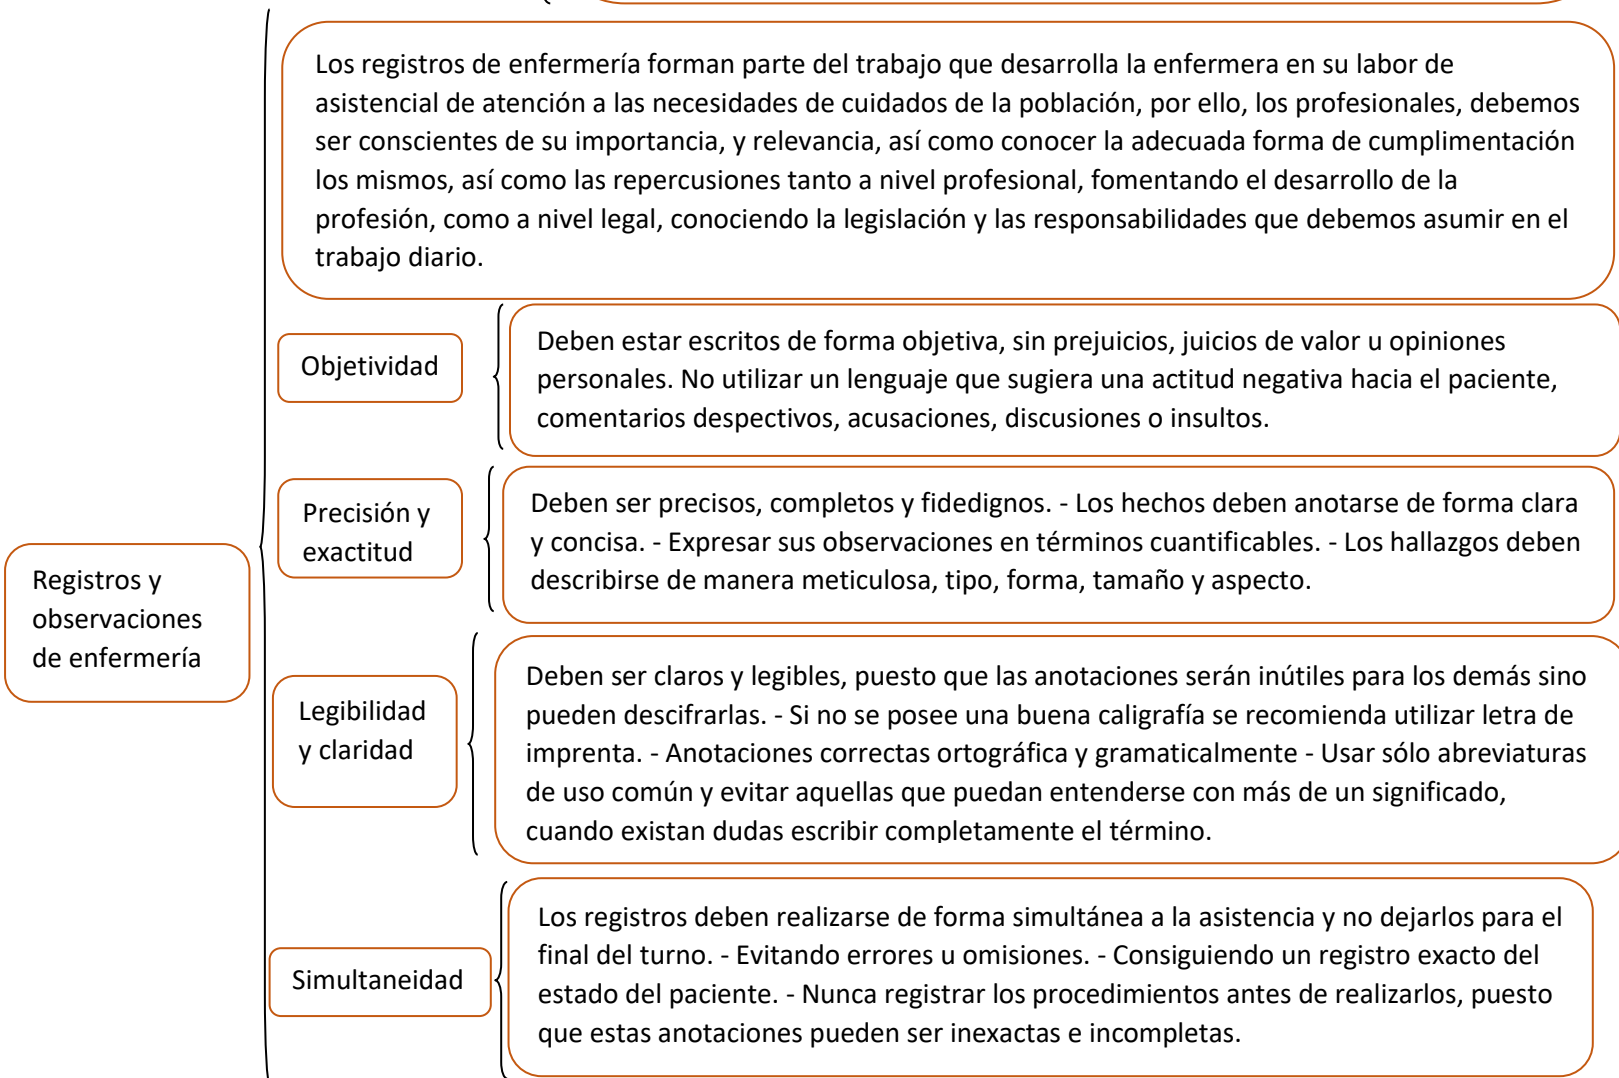 Los registros de enfermería forman parte del trabajo que desarrolla la enfermera en su labor de
asistencial de atención a las necesidades de cuidados de la población, por ello, los profesionales, debemos
ser conscientes de su importancia, y relevancia, así como conocer la adecuada forma de cumplimentación
los mismos, así como las repercusiones tanto a nivel profesional, fomentando el desarrollo de la
profesión, como a nivel legal, conociendo la legislación y las responsabilidades que debemos asumir en el
trabajo diario.
Objetividad
Deben estar escritos de forma objetiva, sin prejuicios, juicios de valor u opiniones
personales. No utilizar un lenguaje que sugiera una actitud negativa hacia el paciente,
comentarios despectivos, acusaciones, discusiones o insultos.
Precisión y
exactitud
Deben ser precisos, completos y fidedignos. - Los hechos deben anotarse de forma clara
y concisa. - Expresar sus observaciones en términos cuantificables. - Los hallazgos deben
describirse de manera meticulosa, tipo, forma, tamaño y aspecto.
Registros y
observaciones
de enfermería
Legibilidad
y claridad
Deben ser claros y legibles, puesto que las anotaciones serán inútiles para los demás sino
pueden descifrarlas. - Si no se posee una buena caligrafía se recomienda utilizar letra de
imprenta. - Anotaciones correctas ortográfica y gramaticalmente - Usar sólo abreviaturas
de uso común y evitar aquellas que puedan entenderse con más de un significado,
cuando existan dudas escribir completamente el término.
Simultaneidad
Los registros deben realizarse de forma simultánea a la asistencia y no dejarlos para el
final del turno. - Evitando errores u omisiones. - Consiguiendo un registro exacto del
estado del paciente. - Nunca registrar los procedimientos antes de realizarlos, puesto
que estas anotaciones pueden ser inexactas e incompletas.